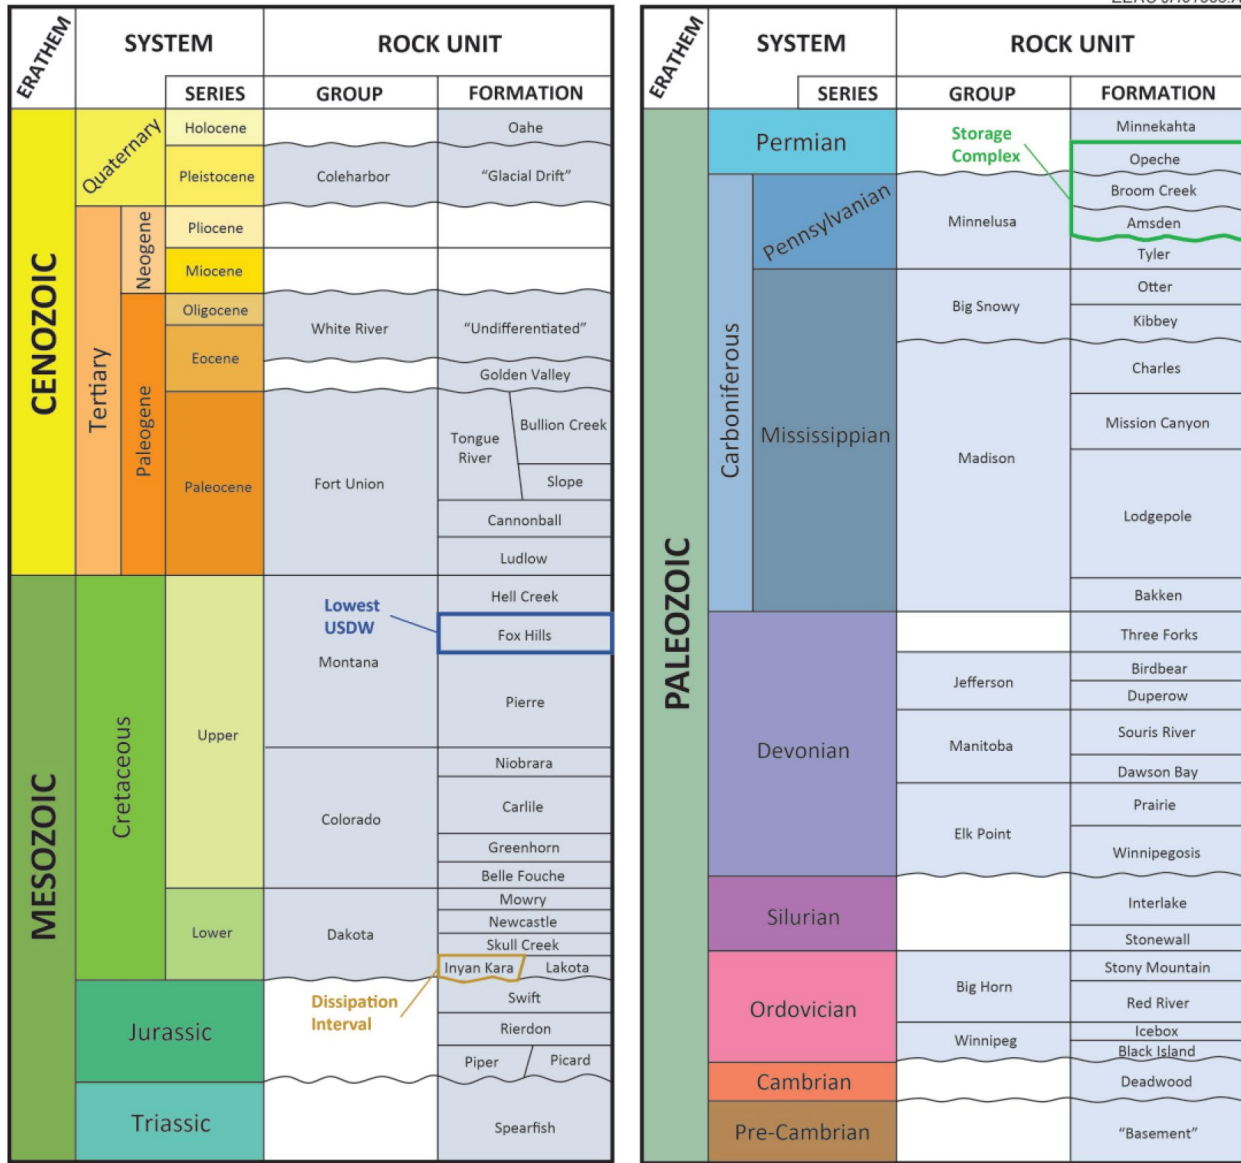 ERATHEM
SYSTEM
ROCK UNIT
SERIES
GROUP
FORMATION
CENOZOIC
Quaternary
Holocene
Oahe
Pleistocene
Coleharbor
“Glacial Drift”
Tertiary
Neogene
Pliocene
Miocene
Paleogene
Oligocene
White River
“Undifferentiated”
Eocene
Golden Valley
Paleocene
Fort Union
Tongue
River
Bullion Creek
Slope
Cannonball
Ludlow
MESOZOIC
Cretaceous
Upper
Lowest
USDW
Montana
Hell Creek
Fox Hills
Pierre
Colorado
Niobrara
Carlile
Greenhorn
Belle Fouche
Lower
Dakota
Mowry
Newcastle
Skull Creek
Inyan Kara
Lakota
Dissipation
Interval
Jurassic
Swift
Rierdon
Piper
Picard
Triassic
Spearfish
ERATHEM
SYSTEM
ROCK UNIT
SERIES
GROUP
FORMATION
PALEOZOIC
Permian
Storage
Complex
Minnekahta
Opeche
Carboniferous
Pennsylvanian
Minnelusa
Broom Creek
Amsden
Tyler
Mississippian
Big Snowy
Otter
Kibbey
Madison
Charles
Mission Canyon
Lodgepole
Bakken
Devonian
Three Forks
Jefferson
Birdbear
Duperow
Manitoba
Souris River
Dawson Bay
Elk Point
Prairie
Winnipegosis
Silurian
Interlake
Stonewall
Ordovician
Big Horn
Stony Mountain
Red River
Winnipeg
Icebox
Black Island
Cambrian
Deadwood
Pre-Cambrian
“Basement”